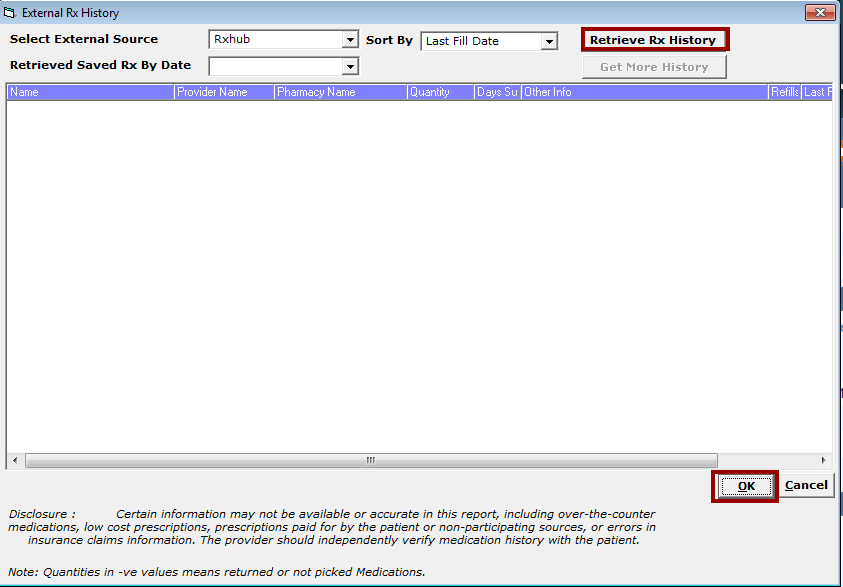 External Rx History
Select External Source Rxhub Sort By Last Fill Date Retrieve Rx History
Retrieved Saved Rx By Date Get More History
Name Provider Name Pharmacy Name Quantity Days Su Other Info Refills Last F
OK Cancel
Disclosure : Certain information may not be available or accurate in this report, including over-the-counter
medications, low cost prescriptions, prescriptions paid for by the patient or non-participating sources, or errors in
insurance claims information. The provider should independently verify medication history with the patient.
Note: Quantities in -ve values means returned or not picked Medications.